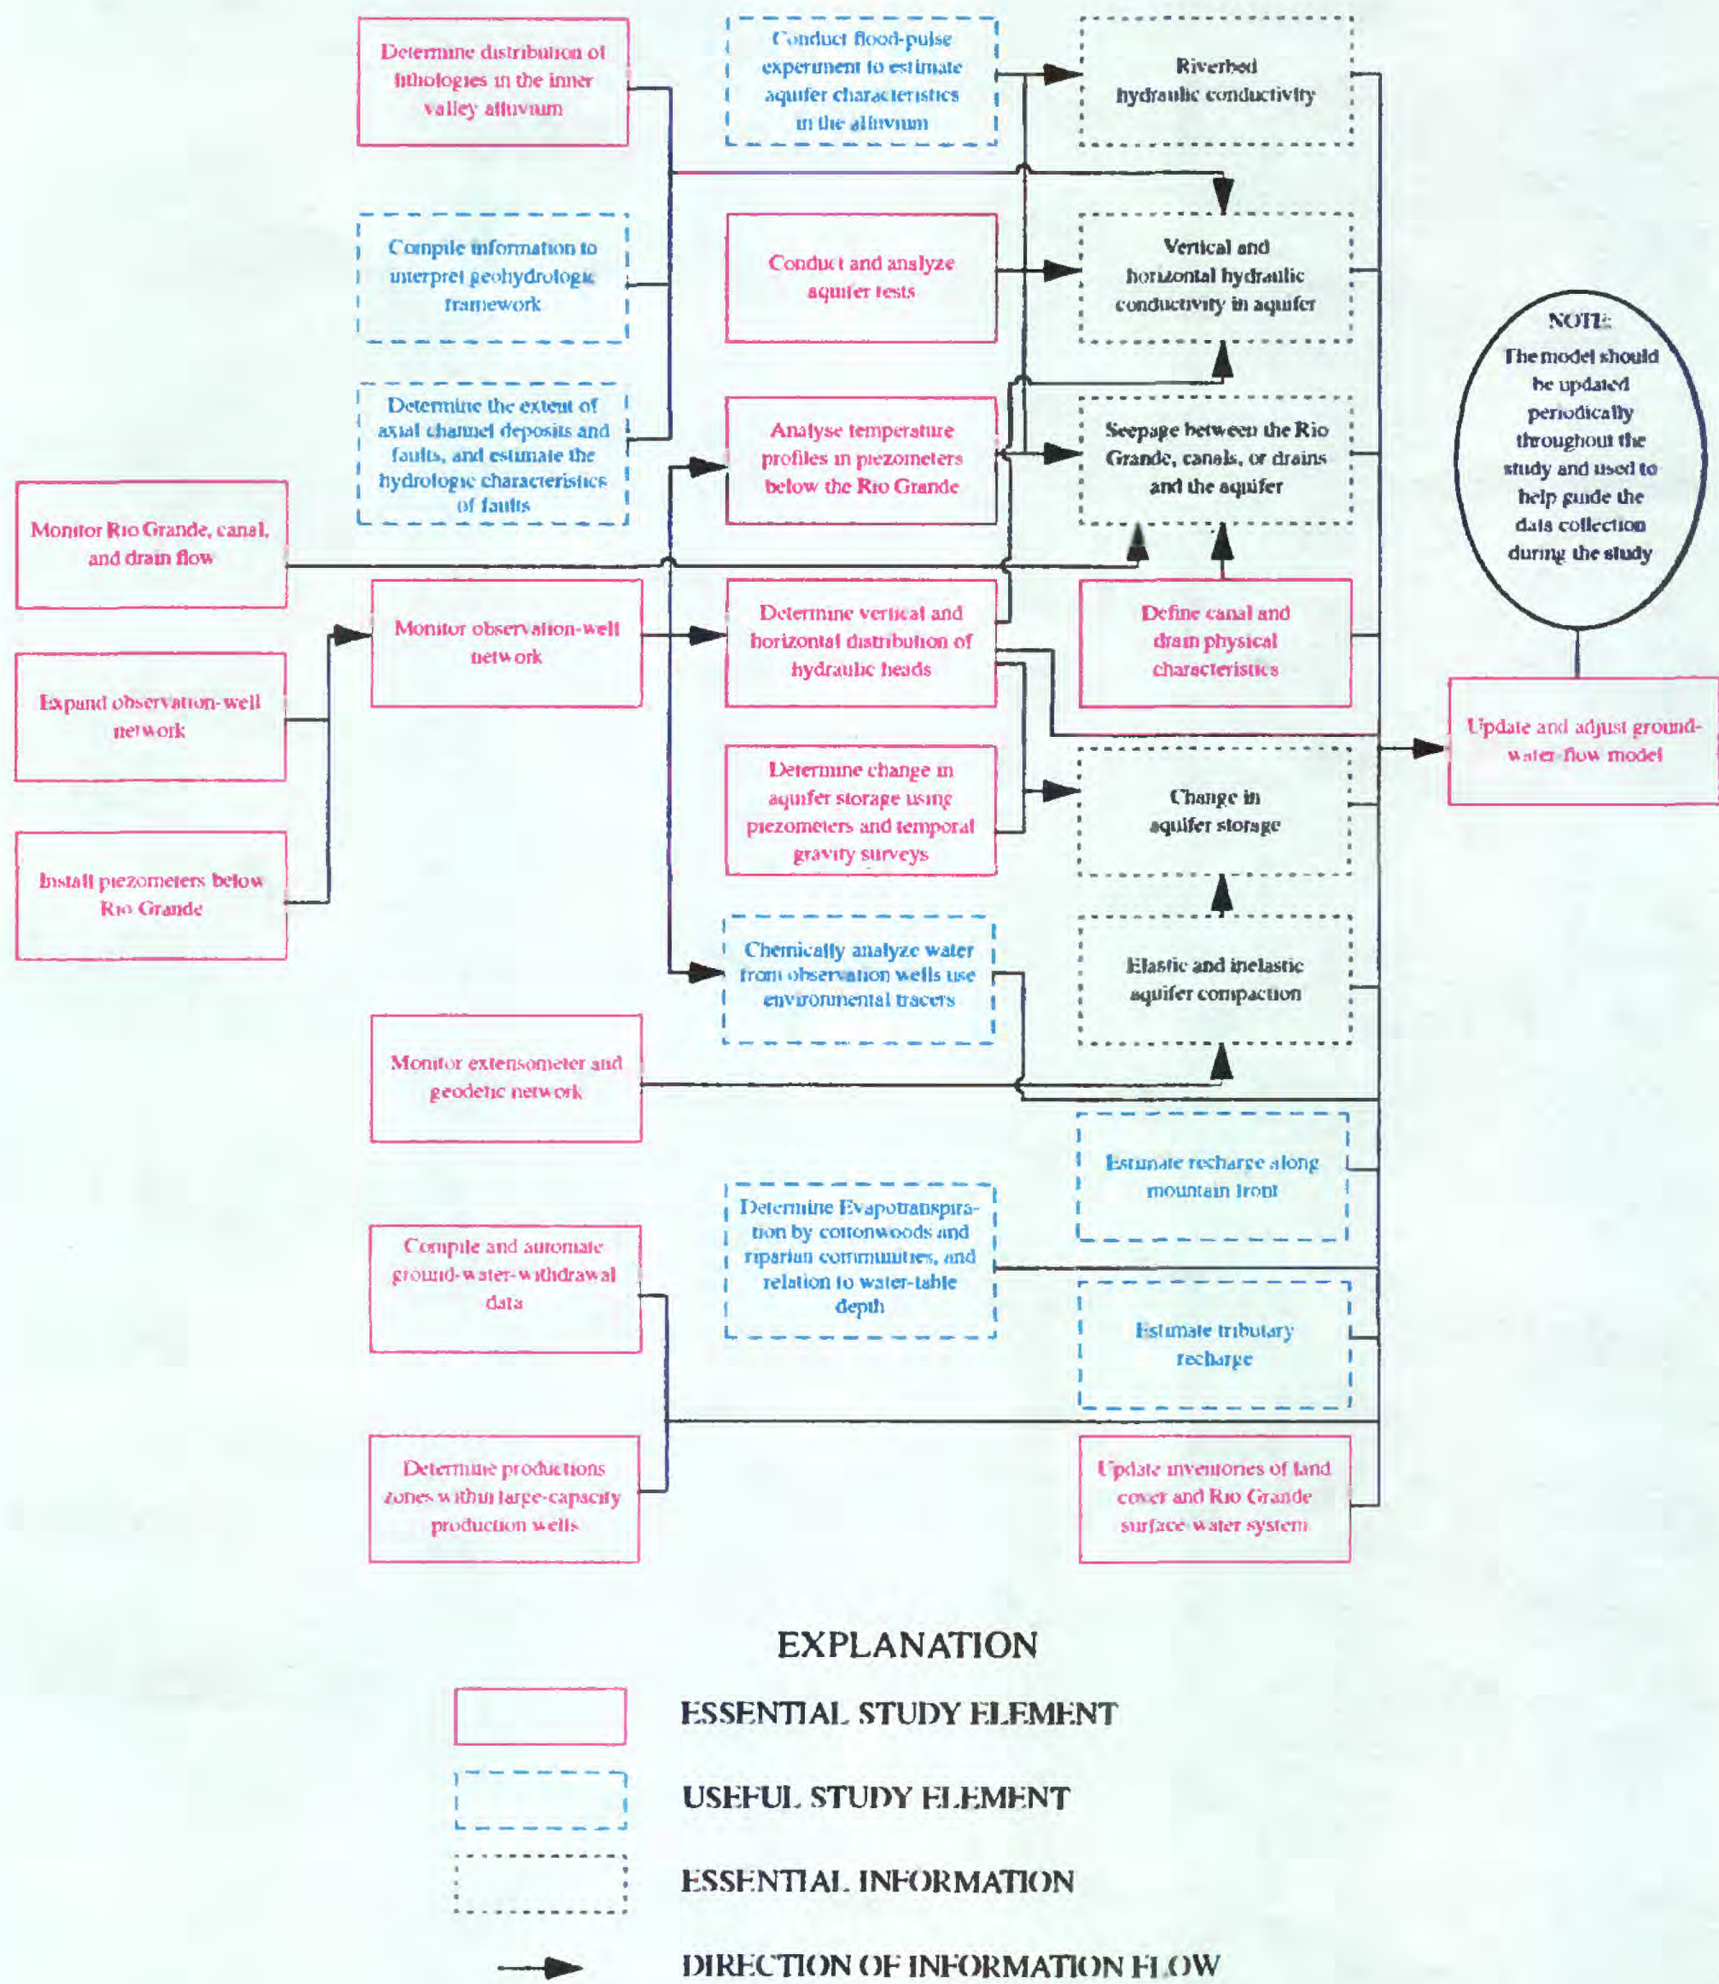 Determine distribution of
lithologies in the inner
valley alluvium
Conduct flood-pulse
experiment to estimate
aquifer characteristics
in the alluvium
Riverbed
hydraulic conductivity
Compile information to
interpret geohydrologic
framework
Conduct and analyze
aquifer tests
Vertical and
horizontal hydraulic
conductivity in aquifer
Determine the extent of
axial channel deposits and
faults, and estimate the
hydrologic characteristics
of faults
Analyse temperature
profiles in piezometers
below the Rio Grande
Seepage between the Rio
Grande, canals, or drains
and the aquifer
NOTE:
The model should
be updated
periodically
throughout the
study and used to
help guide the
data collection
during the study
Monitor Rio Grande, canal,
and drain flow
Monitor observation-well
network
Determine vertical and
horizontal distribution of
hydraulic heads
Define canal and
drain physical
characteristics
Expand observation-well
network
Update and adjust ground-
water-flow model
Determine change in
aquifer storage using
piezometers and temporal
gravity surveys
Change in
aquifer storage
Install piezometers below
Rio Grande
Chemically analyze water
from observation wells use
environmental tracers
Elastic and inelastic
aquifer compaction
Monitor extensometer and
geodetic network
Estimate recharge along
mountain front
Determine Evapotranspira-
tion by cottonwoods and
riparian communities, and
relation to water-table
depth
Compile and automate
ground-water-withdrawal
data
Estimate tributary
recharge
Determine productions
zones within large-capacity
production wells
Update inventories of land
cover and Rio Grande
surface-water system
EXPLANATION
ESSENTIAL STUDY ELEMENT
USEFUL STUDY ELEMENT
ESSENTIAL INFORMATION
DIRECTION OF INFORMATION FLOW